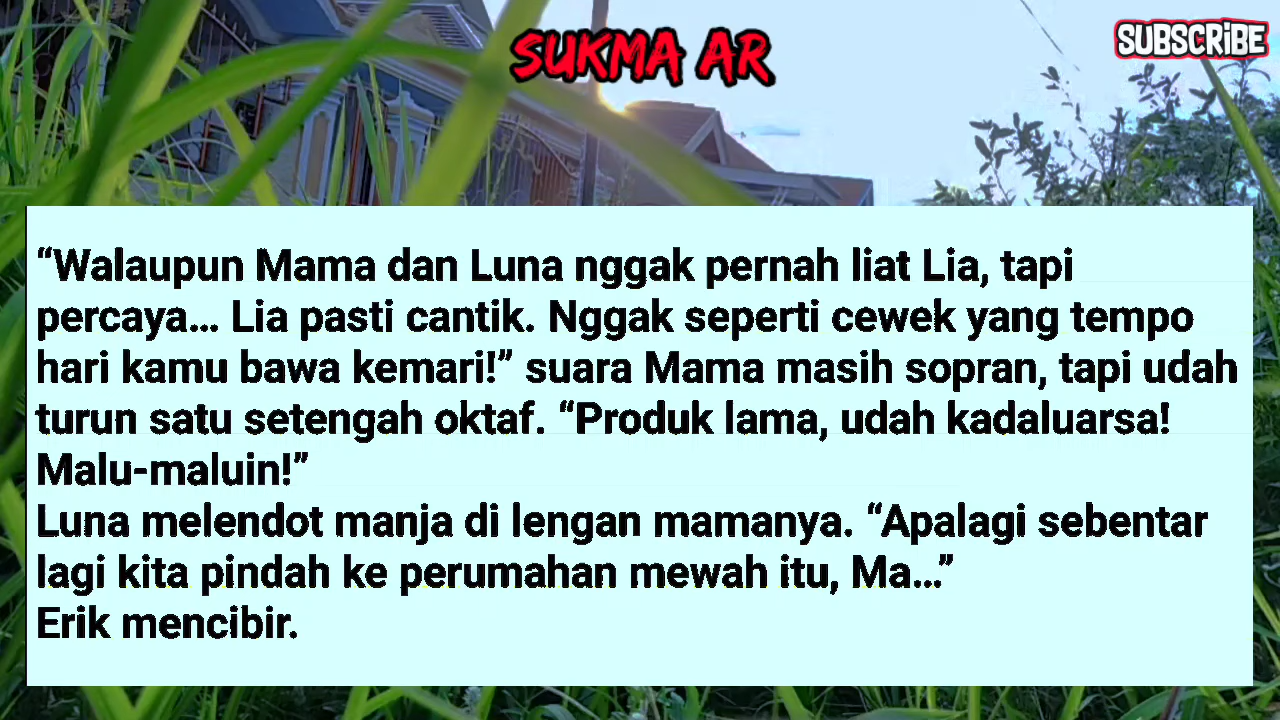 SUKMA AR
SUBSCRIBE
“Walaupun Mama dan Luna nggak pernah liat Lia, tapi
percaya... Lia pasti cantik. Nggak seperti cewek yang tempo
hari kamu bawa kemari!” suara Mama masih sopran, tapi udah
turun satu setengah oktaf. “Produk lama, udah kadaluarsa!
Malu-maluin!”
Luna melendot manja di lengan mamanya. “Apalagi sebentar
lagi kita pindah ke perumahan mewah itu, Ma...”
Erik mencibir.